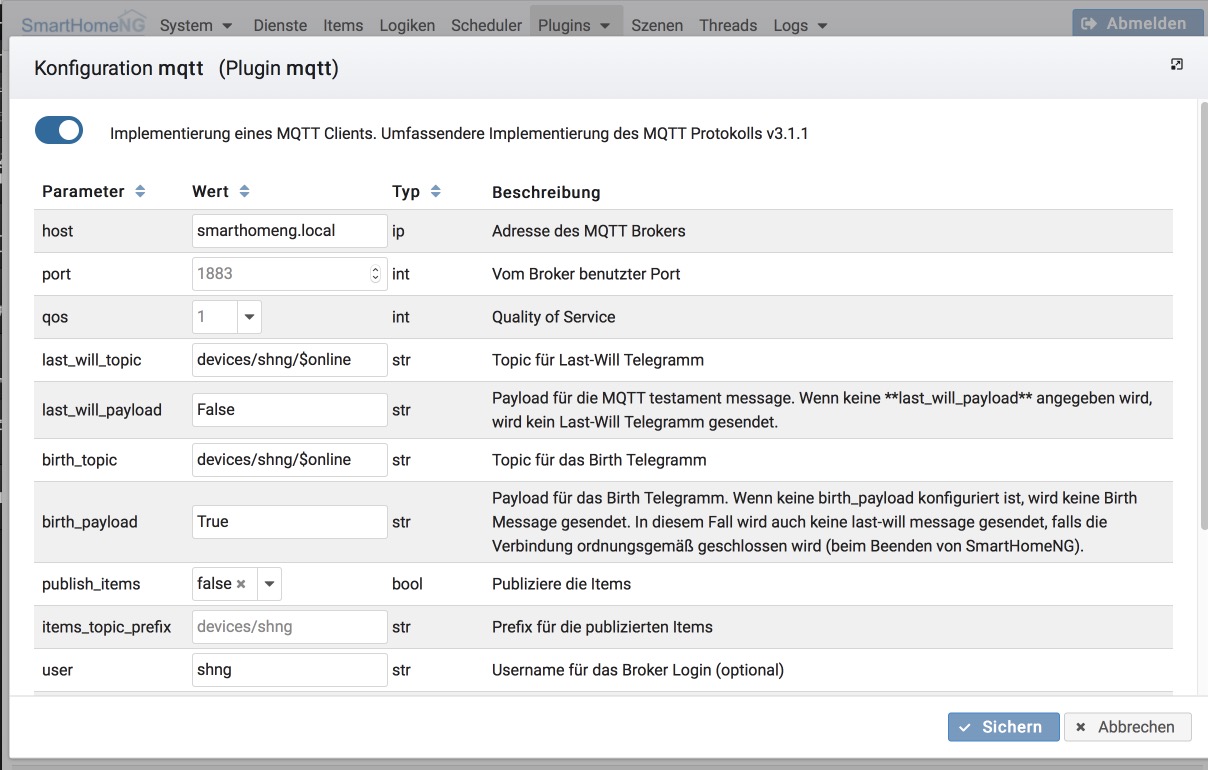 SmartHomeNG System Dienste Items Logiken Scheduler Plugins Szenen Threads Logs Abmelden
Konfiguration mqtt (Plugin mqtt)
Implementierung eines MQTT Clients. Umfassendere Implementierung des MQTT Protokolls v3.1.1
Parameter Wert Typ Beschreibung
host smarthomeng.local ip Adresse des MQTT Brokers
port 1883 int Vom Broker benutzter Port
qos 1 int Quality of Service
last_will_topic devices/shng/$online str Topic für Last-Will Telegramm
last_will_payload False str Payload für die MQTT testament message. Wenn keine **last_will_payload** angegeben wird,
wird kein Last-Will Telegramm gesendet.
birth_topic devices/shng/$online str Topic für das Birth Telegramm
birth_payload True str Payload für das Birth Telegramm. Wenn keine birth_payload konfiguriert ist, wird keine Birth
Message gesendet. In diesem Fall wird auch keine last-will message gesendet, falls die
Verbindung ordnungsgemäß geschlossen wird (beim Beenden von SmartHomeNG).
publish_items false bool Publiziere die Items
items_topic_prefix devices/shng str Prefix für die publizierten Items
user shng str Username für das Broker Login (optional)
Sichern Abbrechen